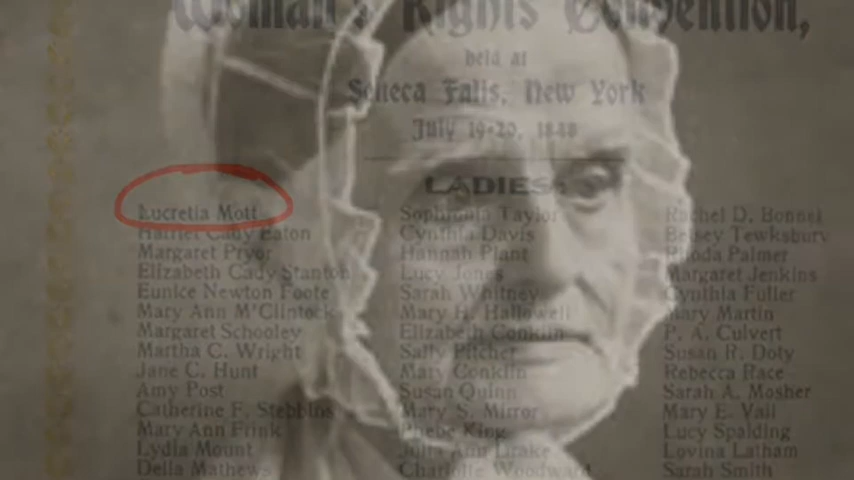 Woman's Rights Convention,
held at
Seneca Falls, New York
July 19-20, 1848
LADIES:
Lucretia Mott
Harriet Cady Eaton
Margaret Pryor
Elizabeth Cady Stanton
Eunice Newton Foote
Mary Ann M'Clintock
Margaret Schooley
Martha C. Wright
Jane C. Hunt
Amy Post
Catherine F. Stebbins
Mary Ann Frink
Lydia Mount
Delia Mathews
Sophronia Taylor
Cynthia Davis
Hannah Plant
Lucy Jones
Sarah Whitney
Mary H. Hallowell
Elizabeth Conklin
Sally Pitcher
Mary Conklin
Susan Quinn
Mary S. Mirror
Phebe King
Julia Ann Drake
Charlotte Woodward
Rachel D. Bonnel
Betsey Tewksbury
Rhoda Palmer
Margaret Jenkins
Cynthia Fuller
Mary Martin
P. A. Culvert
Susan R. Doty
Rebecca Race
Sarah A. Mosher
Mary E. Vail
Lucy Spalding
Lovina Latham
Sarah Smith